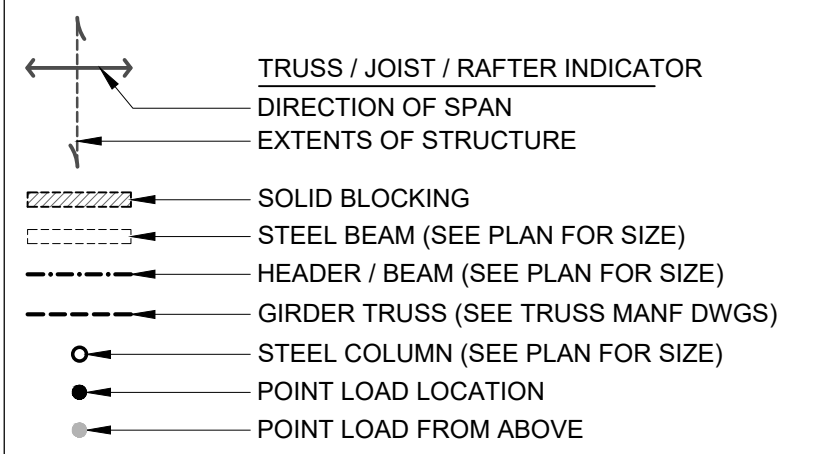 TRUSS / JOIST / RAFTER INDICATOR
DIRECTION OF SPAN
EXTENTS OF STRUCTURE
SOLID BLOCKING
STEEL BEAM (SEE PLAN FOR SIZE)
HEADER / BEAM (SEE PLAN FOR SIZE)
GIRDER TRUSS (SEE TRUSS MANF DWGS)
STEEL COLUMN (SEE PLAN FOR SIZE)
POINT LOAD LOCATION
POINT LOAD FROM ABOVE